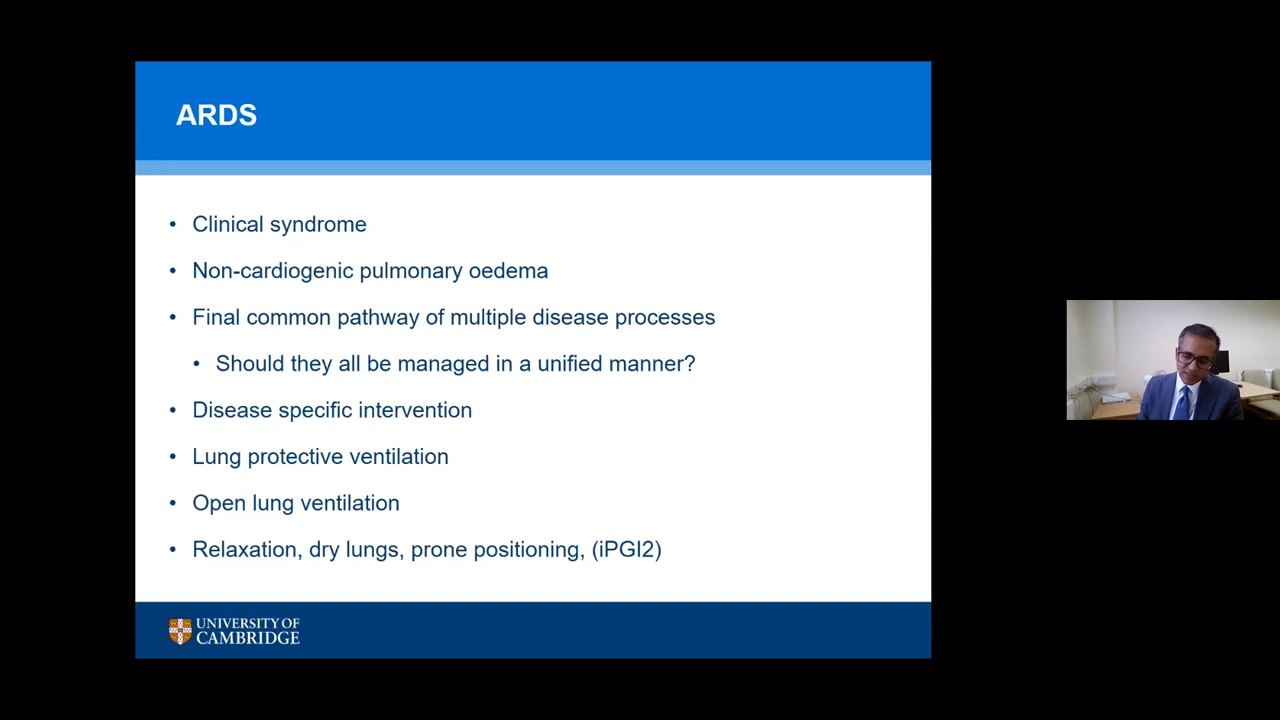 ARDS
• Clinical syndrome
• Non-cardiogenic pulmonary oedema
• Final common pathway of multiple disease processes
• Should they all be managed in a unified manner?
• Disease specific intervention
• Lung protective ventilation
• Open lung ventilation
• Relaxation, dry lungs, prone positioning, (iPGI2)
UNIVERSITY OF
CAMBRIDGE